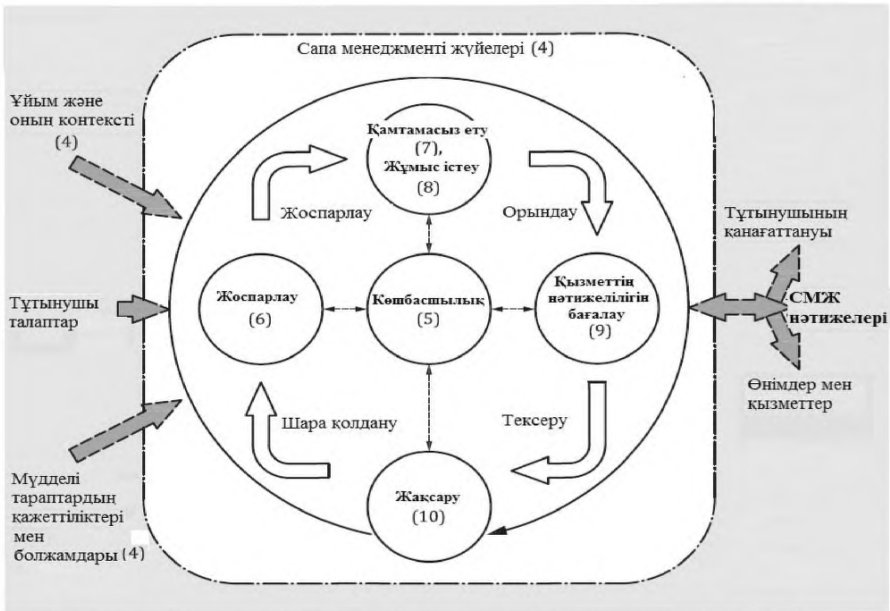 Сапа менеджменті жүйелері (4)
Ұйым және
оның контексті
(4)
Тұтынушы
талаптар
Мүдделі
тараптардың
қажеттіліктері
мен
болжамдары (4)
Қамтамасыз ету
(7),
Жұмыс істеу
(8)
Жоспарлау
Орындау
Жоспарлау
(6)
Көшбасшылық
(5)
Қызметтің
нәтижелілігін
бағалау
(9)
Шара қолдану
Тексеру
Жақсару
(10)
Тұтынушының
қанағаттануы
СМЖ
нәтижелері
Өнімдер мен
қызметтер